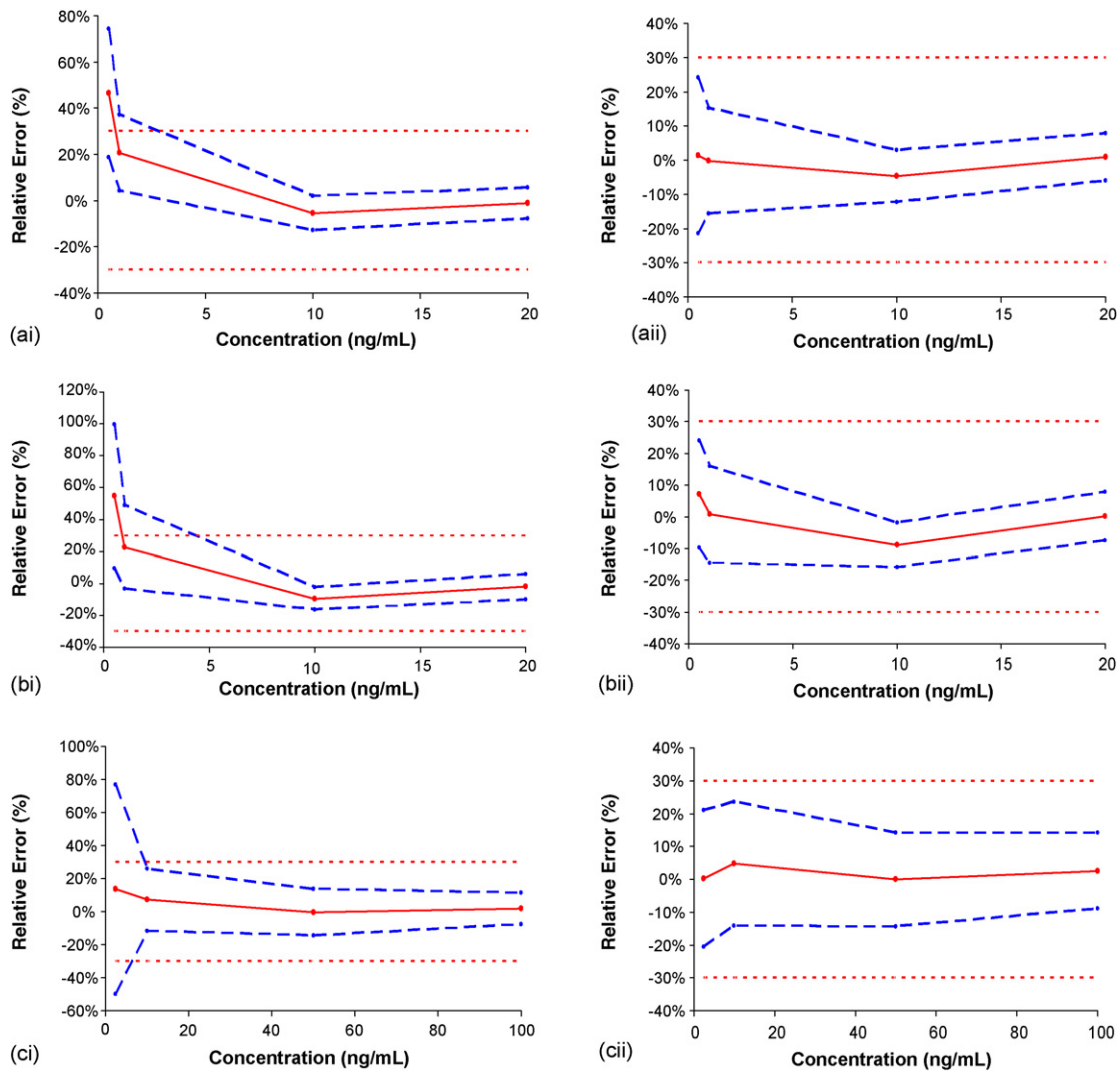 80%
60%
40%
20%
0%
-20%
-40%
Relative Error (%)
0 5 10 15 20
Concentration (ng/mL)
(ai)
40%
30%
20%
10%
0%
-10%
-20%
-30%
-40%
Relative Error (%)
0 5 10 15 20
Concentration (ng/mL)
(aii)
120%
100%
80%
60%
40%
20%
0%
-20%
-40%
Relative Error (%)
0 5 10 15 20
Concentration (ng/mL)
(bi)
40%
30%
20%
10%
0%
-10%
-20%
-30%
-40%
Relative Error (%)
0 5 10 15 20
Concentration (ng/mL)
(bii)
100%
80%
60%
40%
20%
0%
-20%
-40%
-60%
Relative Error (%)
0 20 40 60 80 100
Concentration (ng/mL)
(ci)
40%
30%
20%
10%
0%
-10%
-20%
-30%
-40%
Relative Error (%)
0 20 40 60 80 100
Concentration (ng/mL)
(cii)